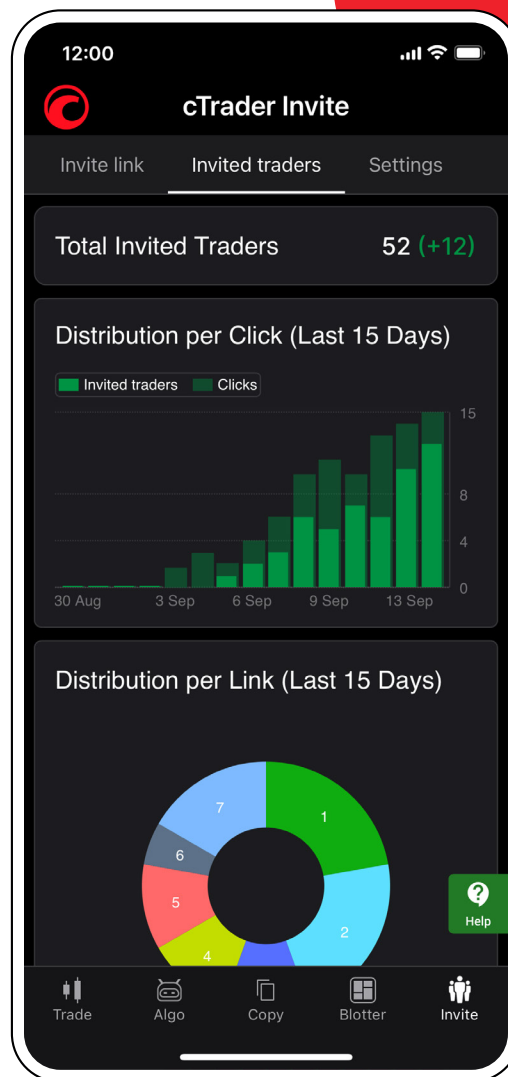 12:00
cTrader Invite
Invite link Invited traders Settings
Total Invited Traders 52 (+12)
Distribution per Click (Last 15 Days)
Invited traders Clicks
15
8
4
0
30 Aug 3 Sep 6 Sep 9 Sep 13 Sep
Distribution per Link (Last 15 Days)
7
1
6
5
2
4
Help
Trade Algo Copy Blotter Invite